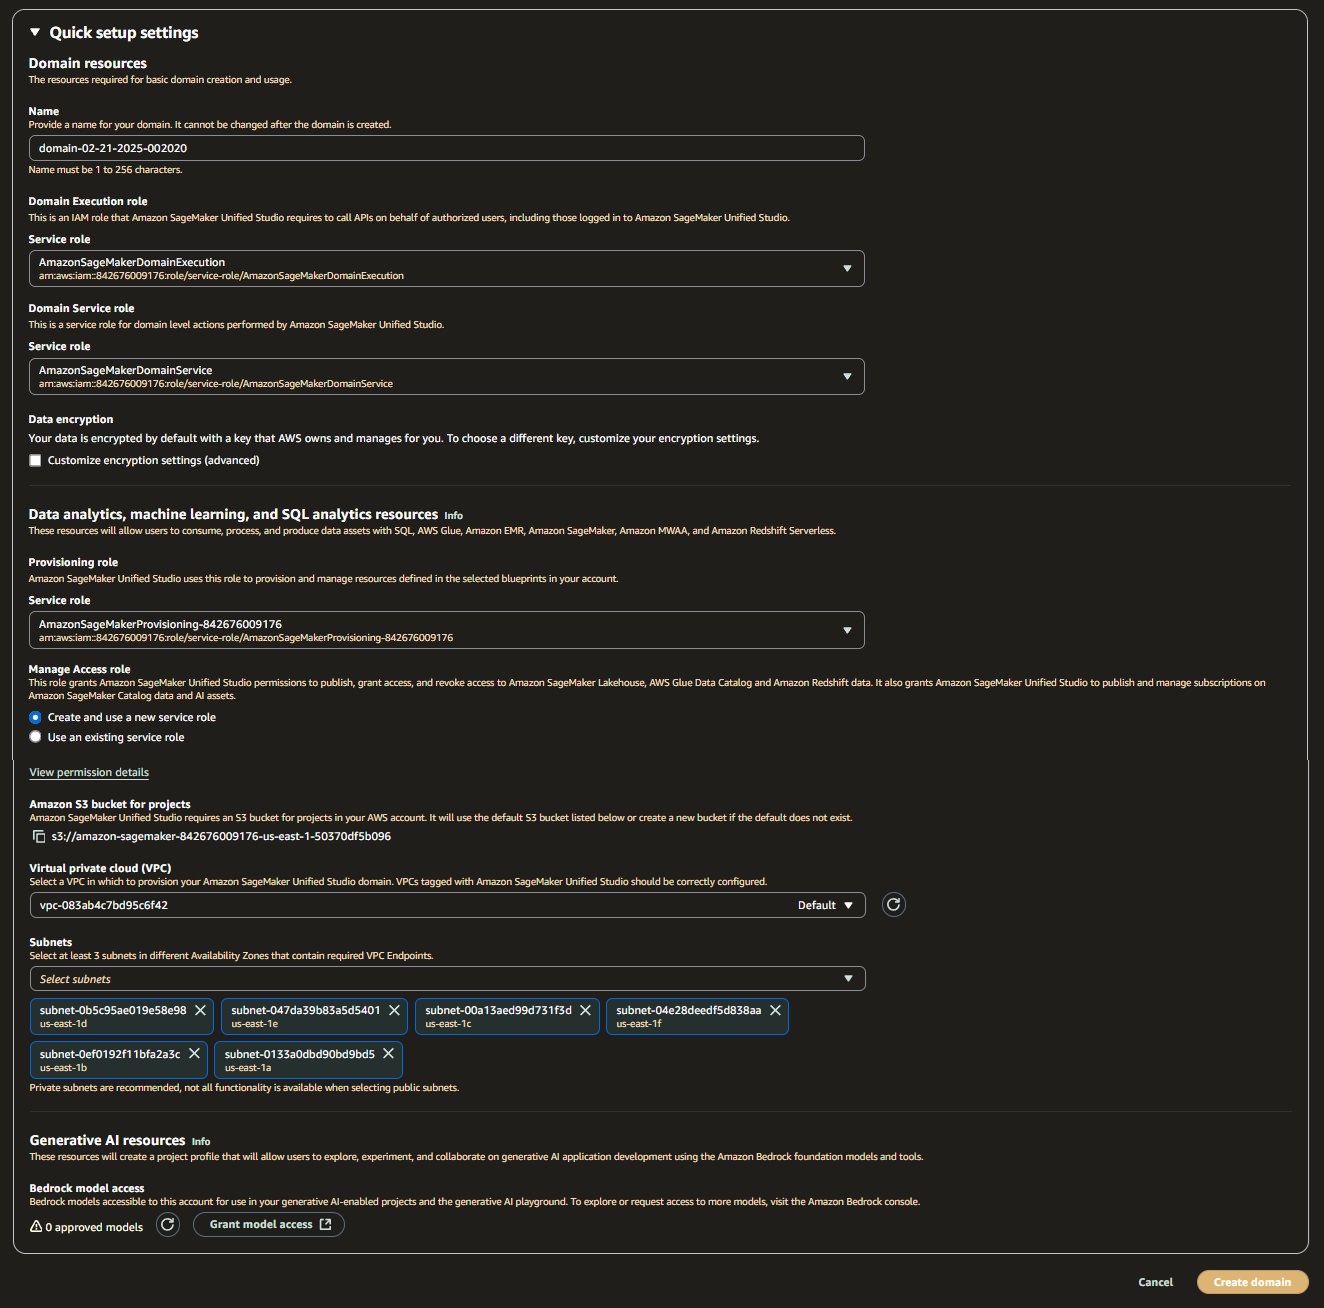 Quick setup settings
Domain resources
The resources required for basic domain creation and usage.
Name
Provide a name for your domain. It cannot be changed after the domain is created.
domain-02-21-2025-002020
Name must be 1 to 256 characters.
Domain Execution role
This is an IAM role that Amazon SageMaker Unified Studio requires to call APIs on behalf of authorized users, including those logged in to Amazon SageMaker Unified Studio.
Service role
AmazonSageMakerDomainExecution
arn:aws:iam::842676009176:role/service-role/AmazonSageMakerDomainExecution
Domain Service role
This is a service role for domain level actions performed by Amazon SageMaker Unified Studio.
Service role
AmazonSageMakerDomainService
arn:aws:iam::842676009176:role/service-role/AmazonSageMakerDomainService
Data encryption
Your data is encrypted by default with a key that AWS owns and manages for you. To choose a different key, customize your encryption settings.
Customize encryption settings (advanced)
Data analytics, machine learning, and SQL analytics resources Info
These resources will allow users to consume, process, and produce data assets with SQL, AWS Glue, Amazon EMR, Amazon SageMaker, Amazon MWAA, and Amazon Redshift Serverless.
Provisioning role
Amazon SageMaker Unified Studio uses this role to provision and manage resources defined in the selected blueprints in your account.
Service role
AmazonSageMakerProvisioning-842676009176
arn:aws:iam::842676009176:role/service-role/AmazonSageMakerProvisioning-842676009176
Manage Access role
This role grants Amazon SageMaker Unified Studio permissions to publish, grant access, and revoke access to Amazon SageMaker Lakehouse, AWS Glue Data Catalog and Amazon Redshift data. It also grants Amazon SageMaker Unified Studio to publish and manage subscriptions on
Amazon SageMaker Catalog data and AI assets.
Create and use a new service role
Use an existing service role
View permission details
Amazon S3 bucket for projects
Amazon SageMaker Unified Studio requires an S3 bucket for projects in your AWS account. It will use the default S3 bucket listed below or create a new bucket if the default does not exist.
s3://amazon-sagemaker-842676009176-us-east-1-50370df5b096
Virtual private cloud (VPC)
Select a VPC in which to provision your Amazon SageMaker Unified Studio domain. VPCs tagged with Amazon SageMaker Unified Studio should be correctly configured.
vpc-083ab4c7bd95c6f42 Default
Subnets
Select at least 3 subnets in different Availability Zones that contain required VPC Endpoints.
Select subnets
subnet-0b5c95ae019e58e98 subnet-047da39b83a5d5401 subnet-00a13aed99d731f3d subnet-04e28deedf5d838aa
us-east-1d us-east-1e us-east-1c us-east-1f
subnet-0ef0192f11bfa2a3c subnet-0133a0dbd90bd9bd5
us-east-1b us-east-1a
Private subnets are recommended, not all functionality is available when selecting public subnets.
Generative AI resources Info
These resources will create a project profile that will allow users to explore, experiment, and collaborate on generative AI application development using the Amazon Bedrock foundation models and tools.
Bedrock model access
Bedrock models accessible to this account for use in your generative AI-enabled projects and the generative AI playground. To explore or request access to more models, visit the Amazon Bedrock console.
0 approved models Grant model access
Cancel Create domain